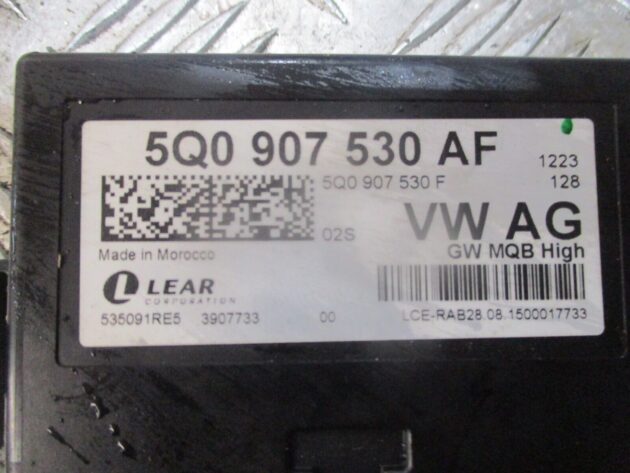 5Q0 907 530 AF 1223
5Q0 907 530 F 128
02S VW AG
Made in Morocco GW MQB High
LEAR
CORPORATION
535091RE5 3907733 00 LCE-RAB28.08.1500017733